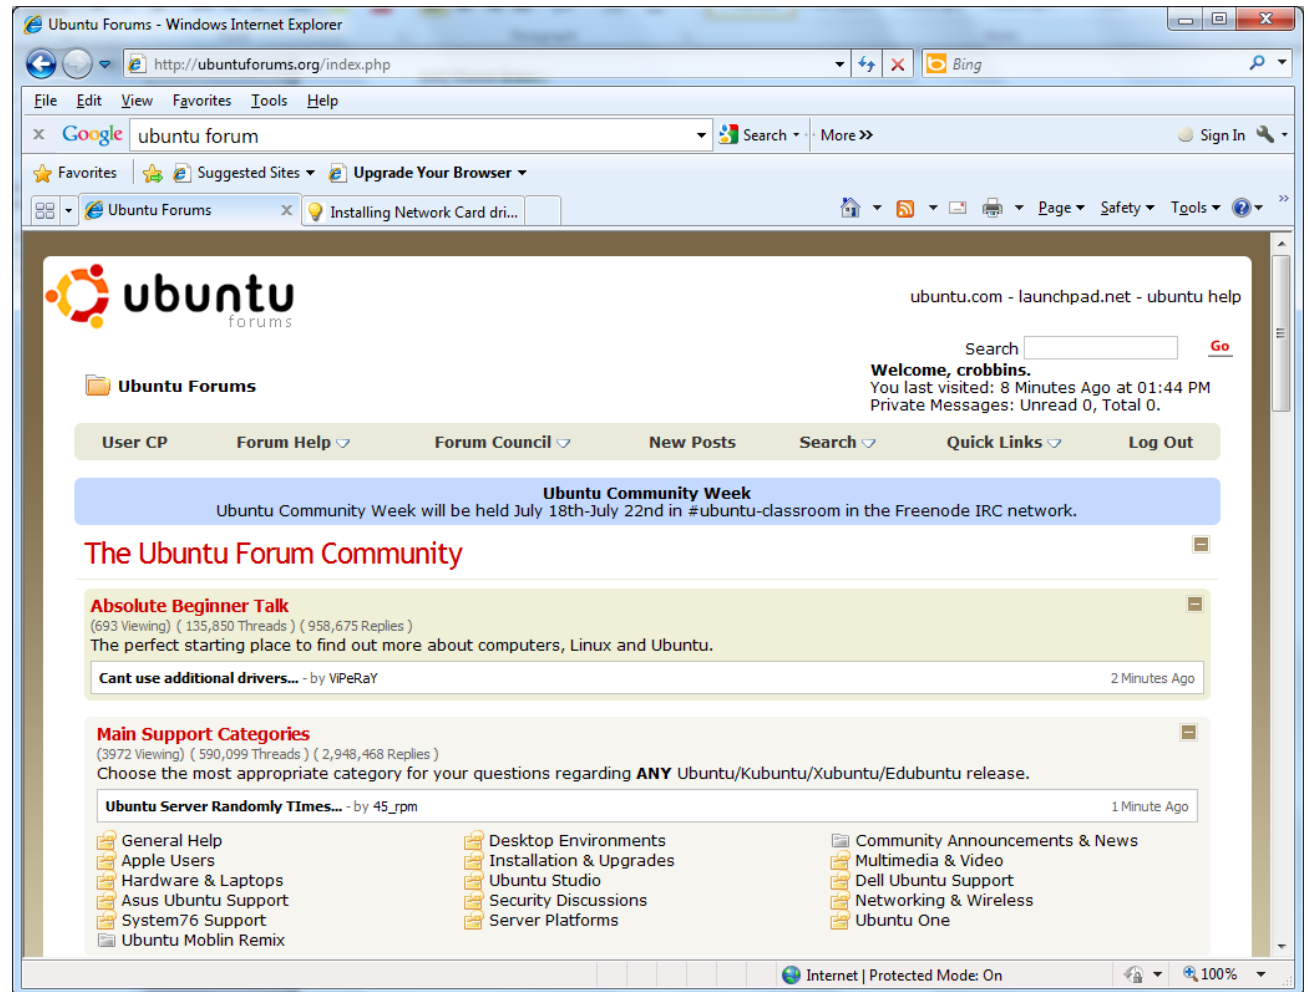 Ubuntu Forums - Windows Internet Explorer
http://ubuntuforums.org/index.php
Bing
File Edit View Favorites Tools Help
x Google ubuntu forum Search More >> Sign In
Favorites Suggested Sites Upgrade Your Browser
Ubuntu Forums x Installing Network Card dri... Page Safety Tools
ubuntu
forums
ubuntu.com - launchpad.net - ubuntu help
Search Go
Ubuntu Forums
Welcome, crobbins.
You last visited: 8 Minutes Ago at 01:44 PM
Private Messages: Unread 0, Total 0.
User CP Forum Help Forum Council New Posts Search Quick Links Log Out
Ubuntu Community Week
Ubuntu Community Week will be held July 18th-July 22nd in #ubuntu-classroom in the Freenode IRC network.
The Ubuntu Forum Community
Absolute Beginner Talk
(693 Viewing) ( 135,850 Threads ) ( 958,675 Replies )
The perfect starting place to find out more about computers, Linux and Ubuntu.
Cant use additional drivers... - by ViPeRaY 2 Minutes Ago
Main Support Categories
(3972 Viewing) ( 590,099 Threads ) ( 2,948,468 Replies )
Choose the most appropriate category for your questions regarding ANY Ubuntu/Kubuntu/Xubuntu/Edubuntu release.
Ubuntu Server Randomly TImes... - by 45_rpm 1 Minute Ago
General Help Desktop Environments Community Announcements & News
Apple Users Installation & Upgrades Multimedia & Video
Hardware & Laptops Ubuntu Studio Dell Ubuntu Support
Asus Ubuntu Support Security Discussions Networking & Wireless
System76 Support Server Platforms Ubuntu One
Ubuntu Moblin Remix
Internet | Protected Mode: On 100%